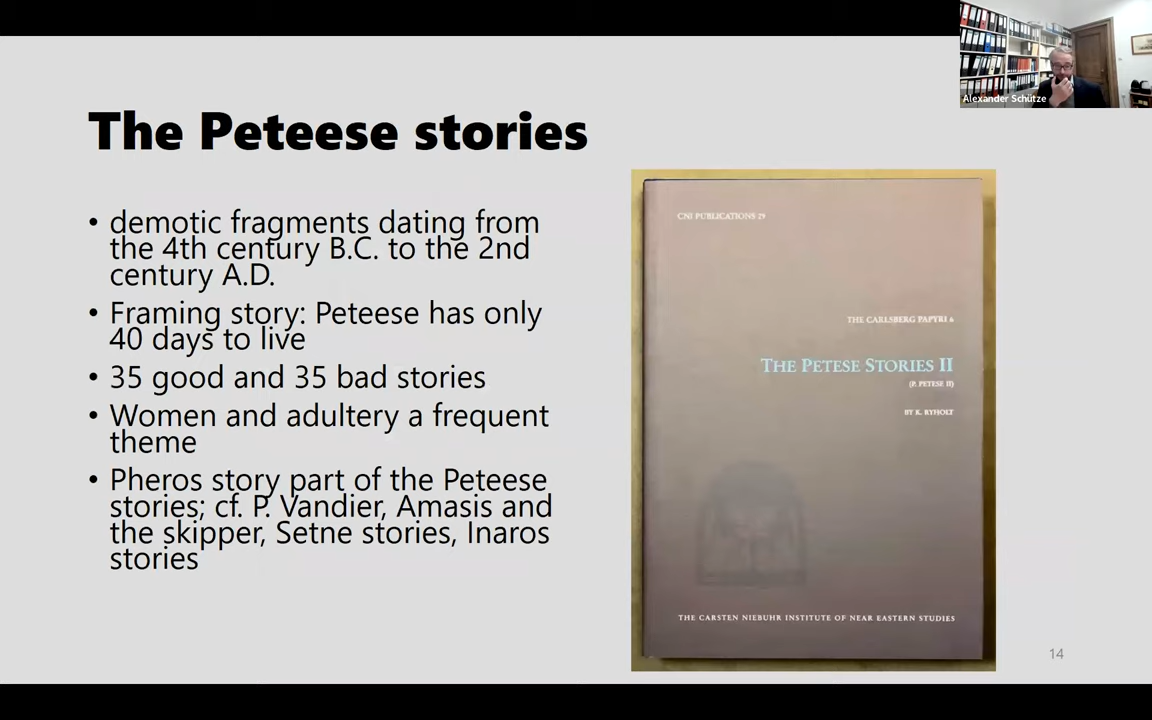 Alexander Schütze
The Peteese stories
• demotic fragments dating from
the 4th century B.C. to the 2nd
century A.D.
• Framing story: Peteese has only
40 days to live
• 35 good and 35 bad stories
• Women and adultery a frequent
theme
• Pheros story part of the Peteese
stories; cf. P. Vandier, Amasis and
the skipper, Setne stories, Inaros
stories
CNI PUBLICATIONS 29
THE CARLSBERG PAPYRI 6
THE PETESE STORIES II
(P. PETESE II)
BY K. RYHOLT
THE CARSTEN NIEBUHR INSTITUTE OF NEAR EASTERN STUDIES
14